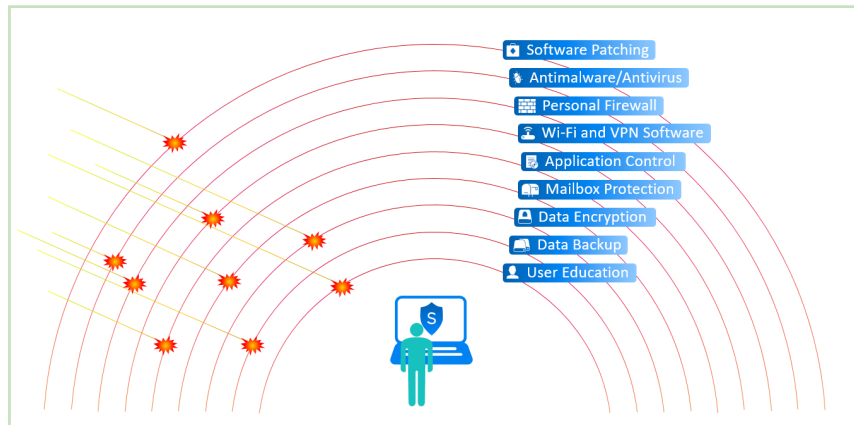 Software Patching
Antimalware/Antivirus
Personal Firewall
Wi-Fi and VPN Software
Application Control
Mailbox Protection
Data Encryption
Data Backup
User Education
S